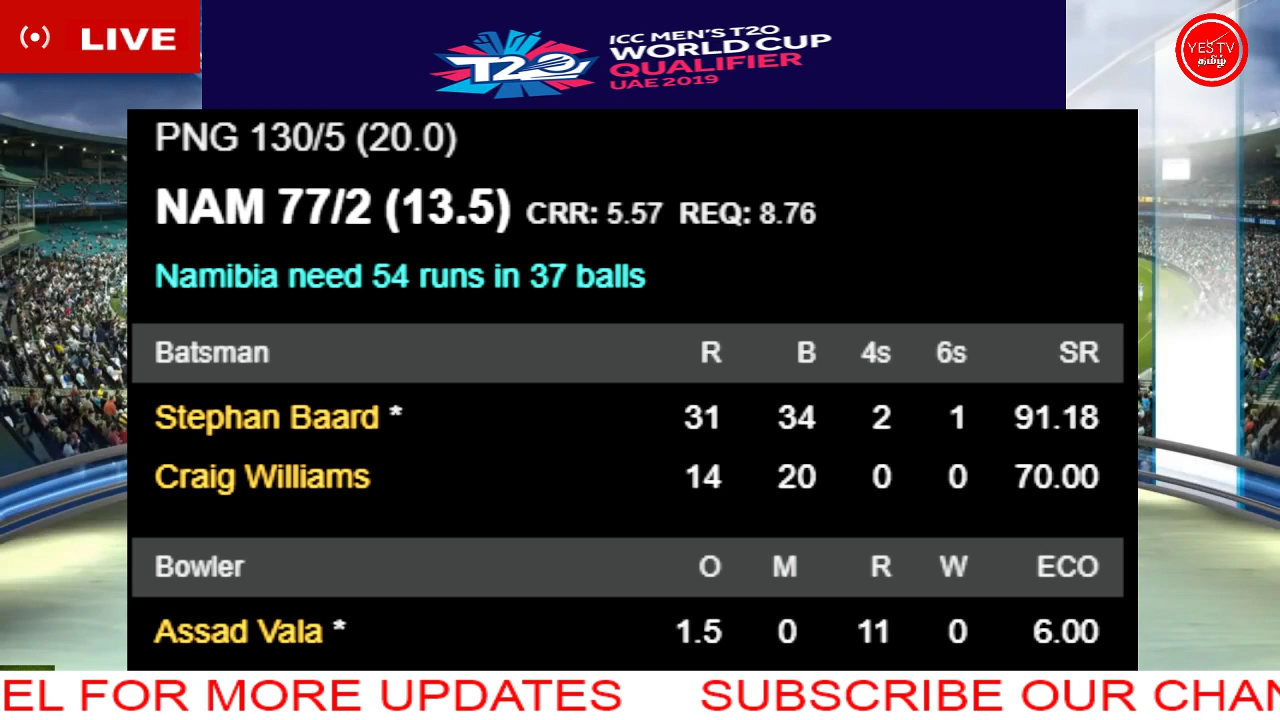 LIVE
T20
ICC MEN'S T20
WORLD CUP
QUALIFIER
UAE 2019
YES TV
தமிழ்
PNG 130/5 (20.0)
NAM 77/2 (13.5) CRR: 5.57 REQ: 8.76
Namibia need 54 runs in 37 balls
Batsman R B 4s 6s SR
Stephan Baard * 31 34 2 1 91.18
Craig Williams 14 20 0 0 70.00
Bowler O M R W ECO
Assad Vala * 1.5 0 11 0 6.00
EL FOR MORE UPDATES SUBSCRIBE OUR CHAN